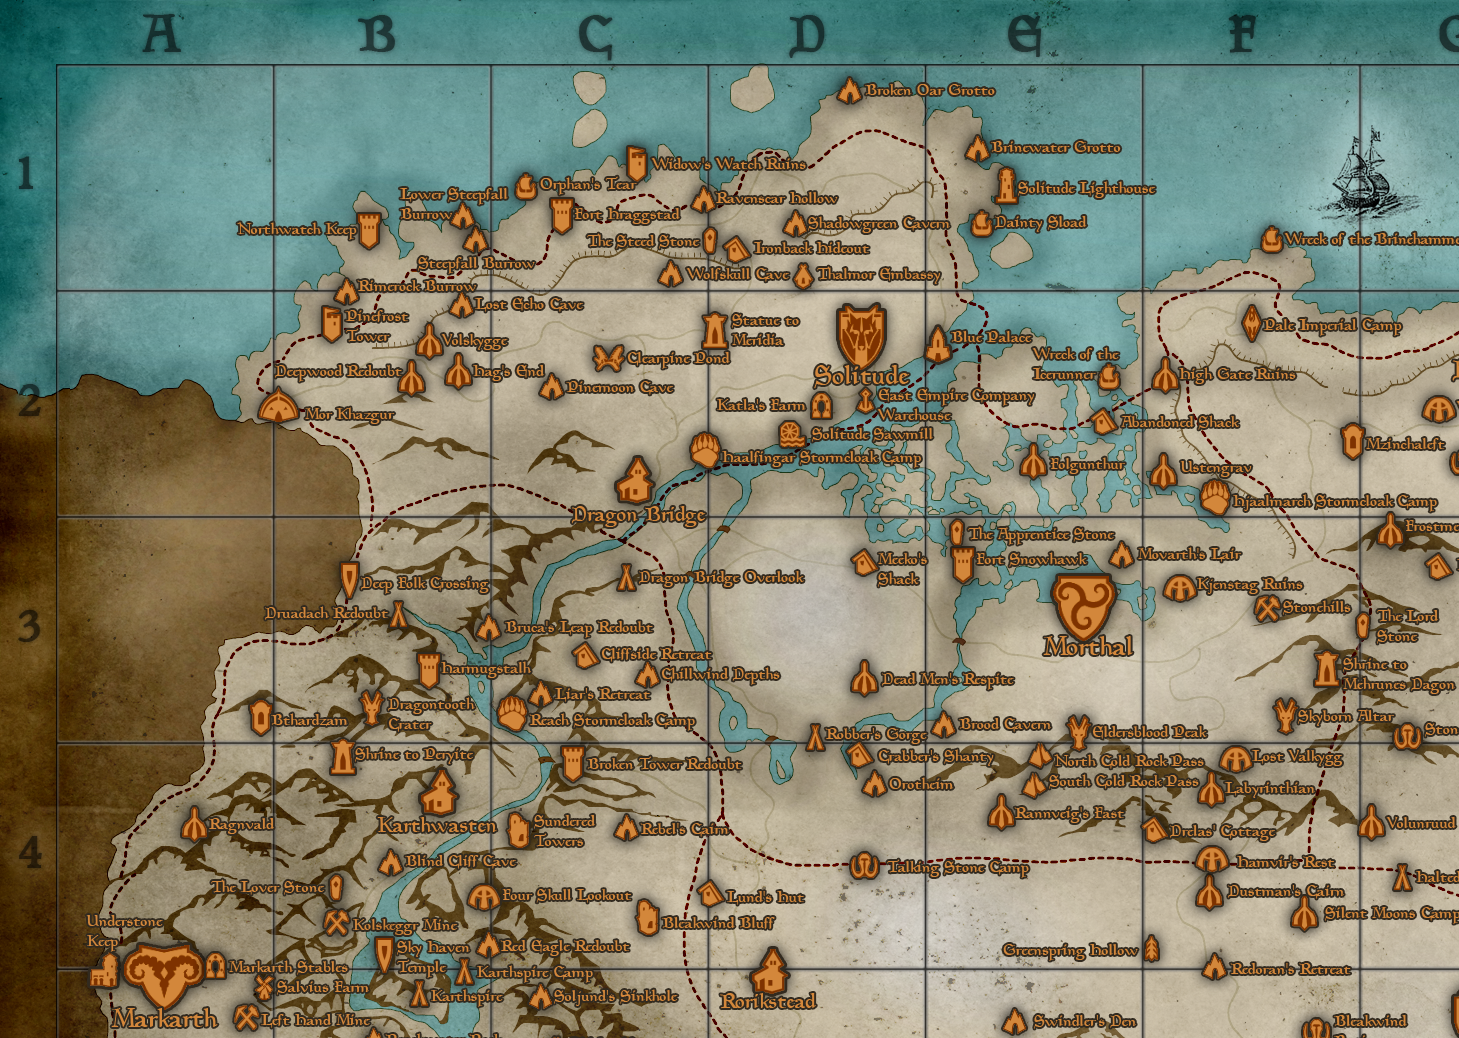 A
B
C
D
E
F
G
1
2
3
4
Broken Oar Grotto
Brinewater Grotto
Widow's Watch Ruins
Orphan's Tear
Solitude Lighthouse
Lower Steepfall
Burrow
Ravenscar Hollow
Fort Hraggstad
Shadowgreen Cavern
Dainty Sload
Northwatch Keep
The Steed Stone
Ironback Hideout
Wreck of the Brinehamme
Steepfall Burrow
Wolfskull Cave
Thalmor Embassy
Rimerock Burrow
Lost Echo Cave
Pinefrost
Tower
Statue to
Meridia
Pale Imperial Camp
Volskygge
Blue Palace
Clearpine Pond
Wreck of the
Icerunner
Deepwood Redoubt
Hag's End
Solitude
High Gate Ruins
Pinemoon Cave
East Empire Company
Warehouse
Katla's Farm
Mor Khazgur
Abandoned Shack
Solitude Sawmill
Mzinchaleft
Haafingar Stormcloak Camp
Folgunthur
Ustengrav
Hjaalmarch Stormcloak Camp
Dragon Bridge
Frostme
The Apprentice Stone
Meeko's
Shack
Fort Snowhawk
Movarth's Lair
Deep Folk Crossing
Dragon Bridge Overlook
Kjenstag Ruins
Druadach Redoubt
Stonehills
The Lord
Stone
Bruca's Leap Redoubt
Morthal
Cliffside Retreat
Harmugstahl
Chillwind Depths
Dead Men's Respite
Shrine to
Mehrunes Dagon
Liar's Retreat
Dragontooth
Crater
Bthardzam
Reach Stormcloak Camp
Robber's Gorge
Brood Cavern
Eldersblood Peak
Skyborn Altar
Ston
Shrine to Peryite
Broken Tower Redoubt
Crabber's Shanty
North Cold Rock Pass
Lost Valkygg
Orotheim
South Cold Rock Pass
Labyrinthian
Rannveig's Fast
Karthwasten
Ragnvald
Sundered
Towers
Rebel's Cairn
Drelas' Cottage
Volunruud
Blind Cliff Cave
Talking Stone Camp
Hamvir's Rest
Halted
The Lover Stone
Four Skull Lookout
Lund's Hut
Dustman's Cairn
Silent Moons Camp
Understone
Keep
Kolskeggr Mine
Bleakwind Bluff
Sky Haven
Temple
Red Eagle Redoubt
Greenspring Hollow
Markarth Stables
Karthspire Camp
Redoran's Retreat
Salvius Farm
Karthspire
Soljund's Sinkhole
Rorikstead
Markarth
Left Hand Mine
Swindler's Den
Bleakwind